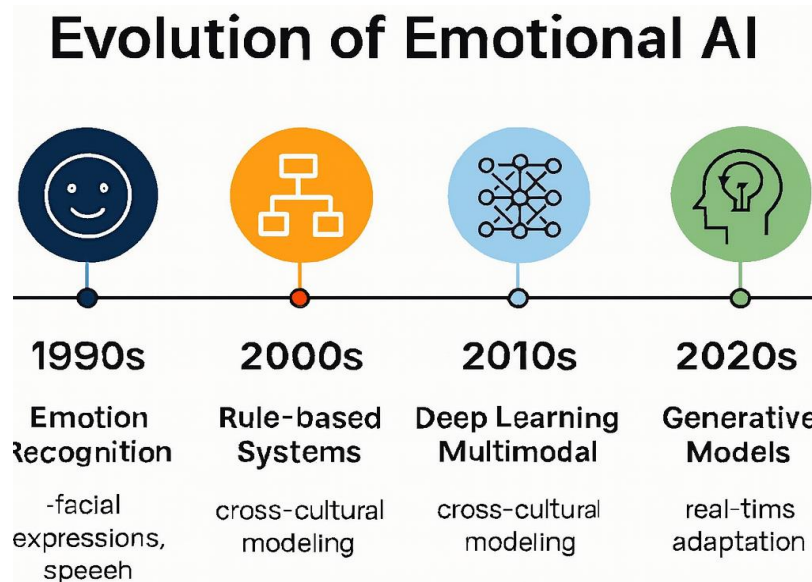 Evolution of Emotional AI
1990s
Emotion
Recognition
-facial
expressions,
speeeh
2000s
Rule-based
Systems
cross-cultural
modeling
2010s
Deep Learning
Multimodal
cross-cultural
modeling
2020s
Generative
Models
real-tims
adaptation